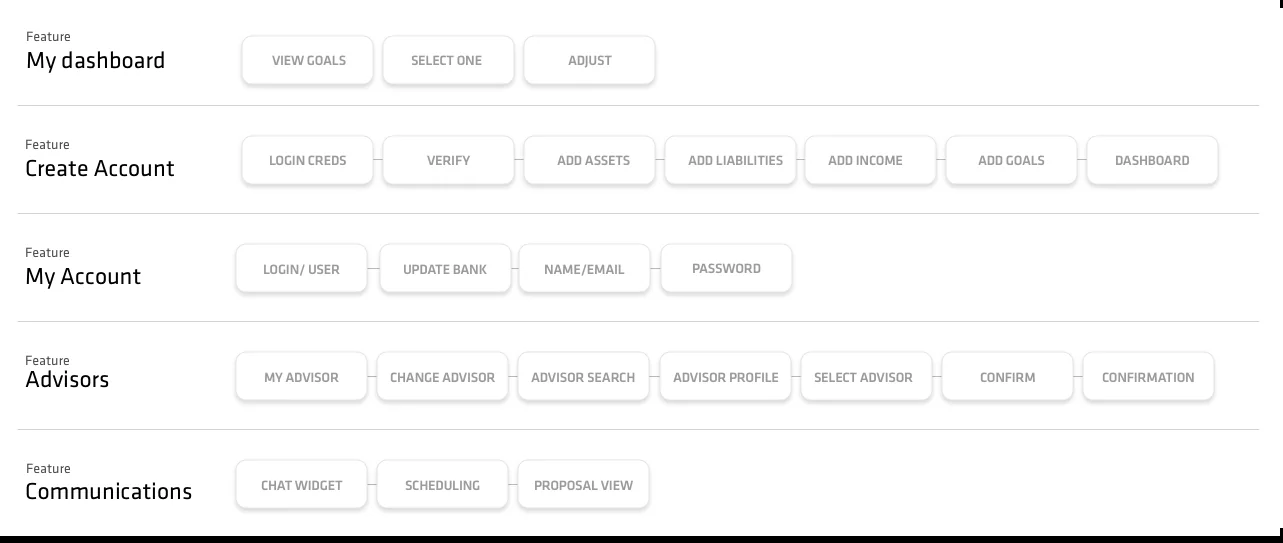 Feature
My dashboard
VIEW GOALS SELECT ONE ADJUST
Feature
Create Account
LOGIN CREDS VERIFY ADD ASSETS ADD LIABILITIES ADD INCOME ADD GOALS DASHBOARD
Feature
My Account
LOGIN/ USER UPDATE BANK NAME/EMAIL PASSWORD
Feature
Advisors
MY ADVISOR CHANGE ADVISOR ADVISOR SEARCH ADVISOR PROFILE SELECT ADVISOR CONFIRM CONFIRMATION
Feature
Communications
CHAT WIDGET SCHEDULING PROPOSAL VIEW